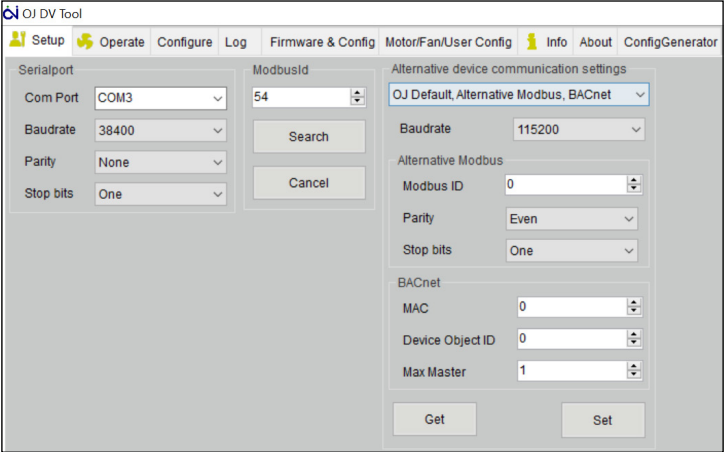 OJ DV Tool
Setup Operate Configure Log Firmware & Config Motor/Fan/User Config Info About ConfigGenerator
Serialport
Com Port COM3
Baudrate 38400
Parity None
Stop bits One
ModbusId
54
Search
Cancel
Alternative device communication settings
OJ Default, Alternative Modbus, BACnet
Baudrate 115200
Alternative Modbus
Modbus ID 0
Parity Even
Stop bits One
BACnet
MAC 0
Device Object ID 0
Max Master 1
Get Set